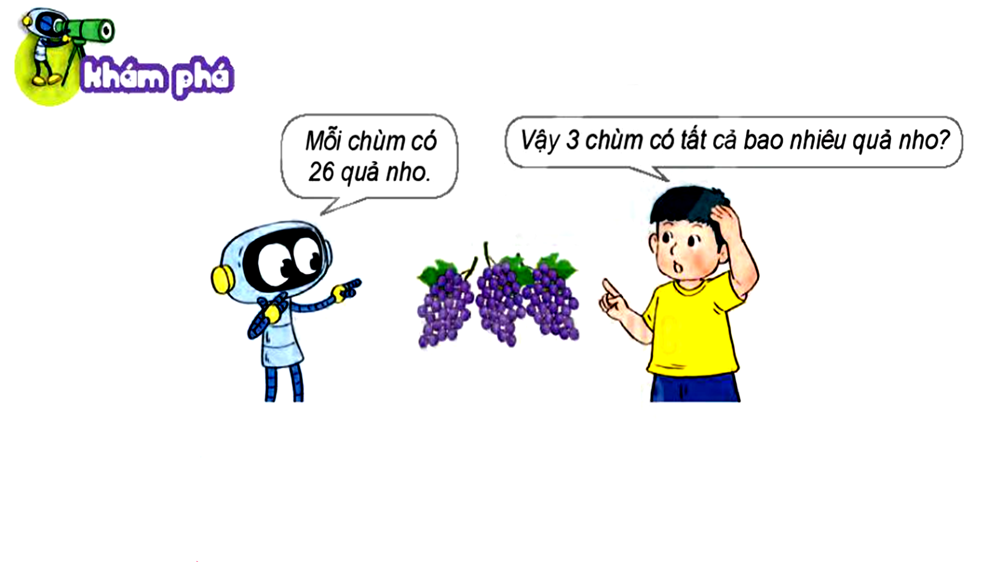 Khám phá
Mỗi chùm có
26 quả nho.
Vậy 3 chùm có tất cả bao nhiêu quả nho?